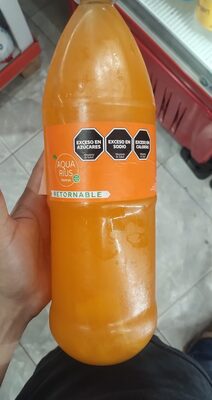 EXCESO EN
AZÚCARES
EXCESO EN
SODIO
EXCESO EN
CALORÍAS
AQUA
RIUS
RETORNABLE